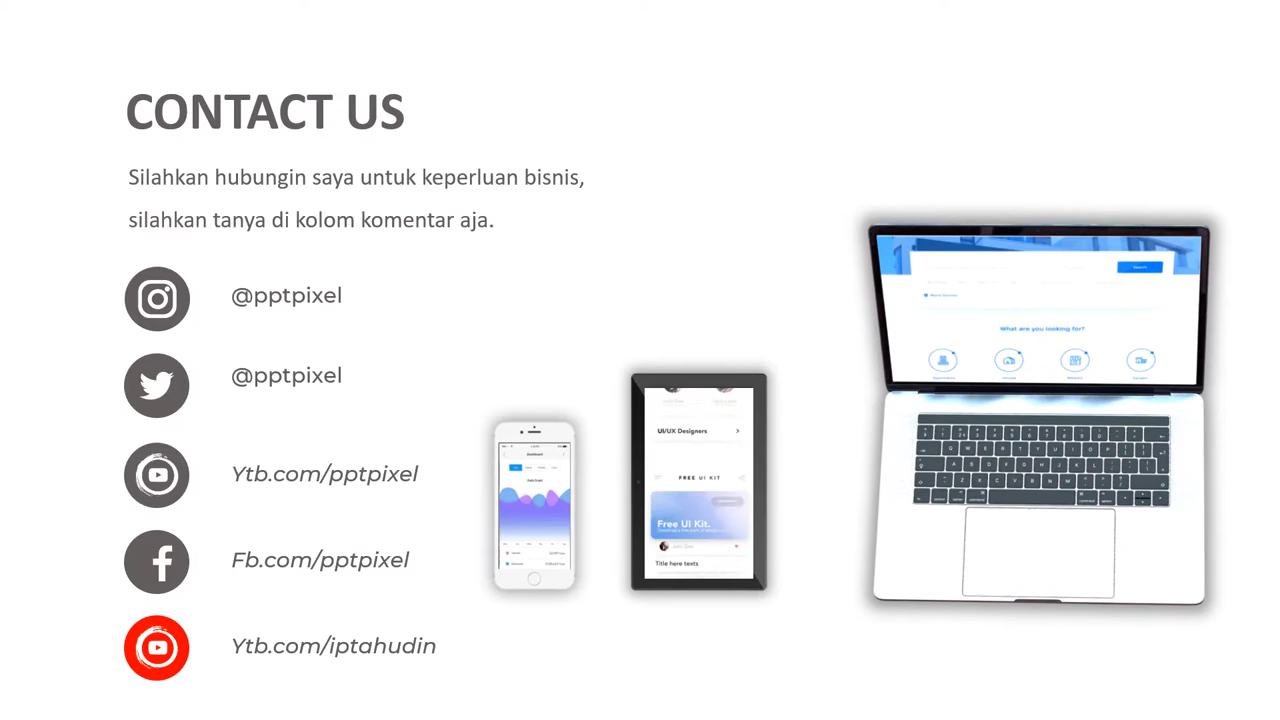 CONTACT US
Silahkan hubungin saya untuk keperluan bisnis,
silahkan tanya di kolom komentar aja.
@pptpixel
@pptpixel
Ytb.com/pptpixel
Fb.com/pptpixel
Ytb.com/iptahudin
Dashboard
UI/UX Designers
FREE UI KIT
Free UI Kit.
Title here texts
What are you looking for?